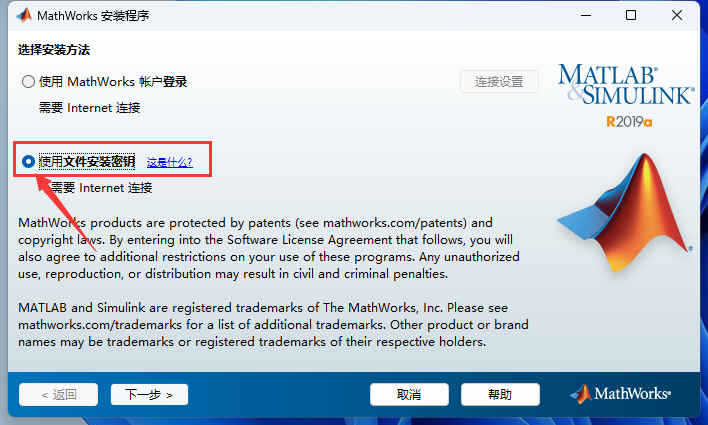 MathWorks 安装程序
选择安装方法
使用 MathWorks 帐户登录
连接设置
需要 Internet 连接
MATLAB®
&SIMULINK®
R2019a
使用文件安装密钥 这是什么?
需要 Internet 连接
MathWorks products are protected by patents (see mathworks.com/patents) and
copyright laws. By entering into the Software License Agreement that follows, you will
also agree to additional restrictions on your use of these programs. Any unauthorized
use, reproduction, or distribution may result in civil and criminal penalties.
MATLAB and Simulink are registered trademarks of The MathWorks, Inc. Please see
mathworks.com/trademarks for a list of additional trademarks. Other product or brand
names may be trademarks or registered trademarks of their respective holders.
< 返回 下一步 > 取消 帮助 MathWorks®